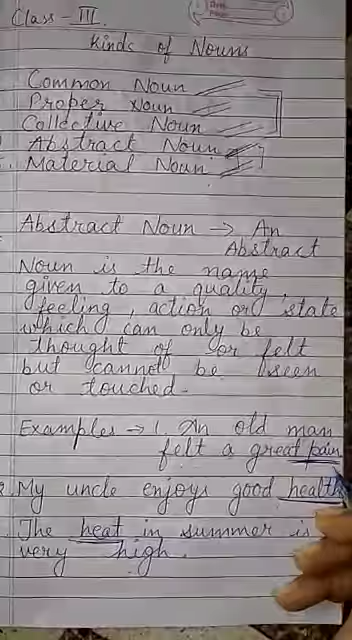 Class - III.
Kinds of Nouns
Common Noun
Proper Noun
Collective Noun
Abstract Noun
Material Noun
Abstract Noun → An
Abstract
Noun is the name
given to a quality,
feeling, action or state
which can only be
thought of or felt
but cannot be seen
or touched.
Examples → 1. An old man
felt a great pain
2. My uncle enjoys good health
The heat in summer is
very high.